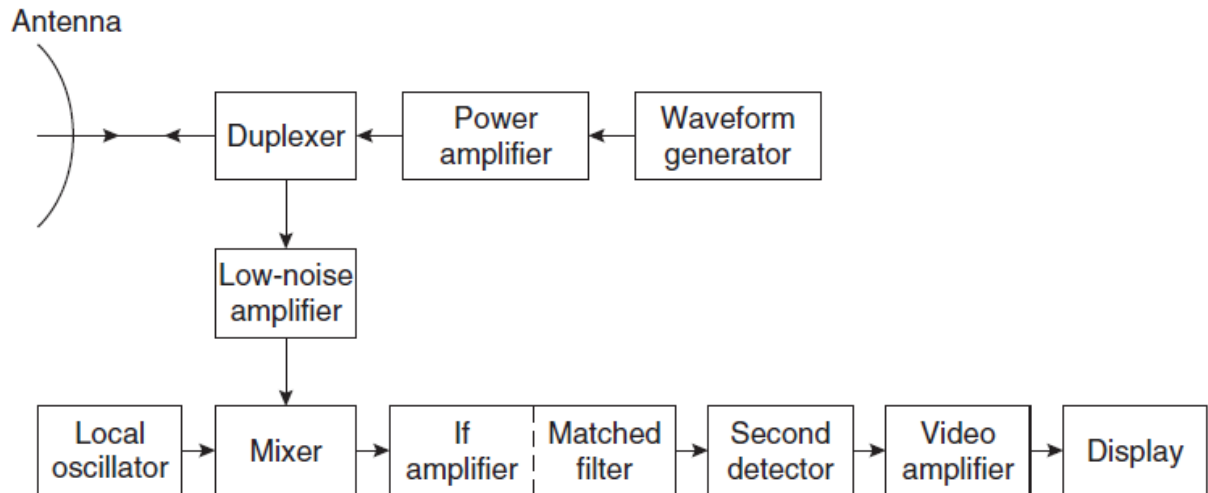 Antenna
Duplexer
Power
amplifier
Waveform
generator
Low-noise
amplifier
Local
oscillator
Mixer
If
amplifier
Matched
filter
Second
detector
Video
amplifier
Display